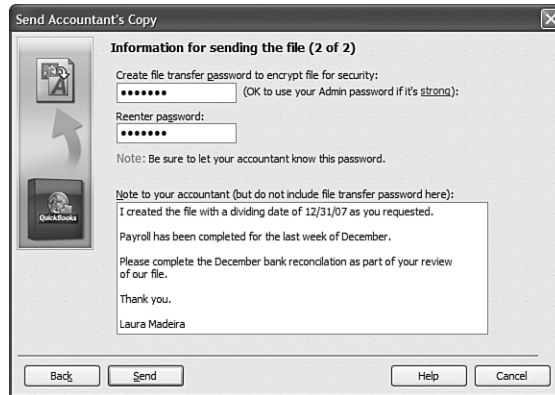 Send Accountant's Copy
Information for sending the file (2 of 2)
Create file transfer password to encrypt file for security:
••••••• (OK to use your Admin password if it's strong):
Reenter password:
•••••••
Note: Be sure to let your accountant know this password.
QuickBooks
Note to your accountant (but do not include file transfer password here):
I created the file with a dividing date of 12/31/07 as you requested.
Payroll has been completed for the last week of December.
Please complete the December bank reconcilation as part of your review
of our file.
Thank you.
Laura Madeira
Back
Send
Help
Cancel